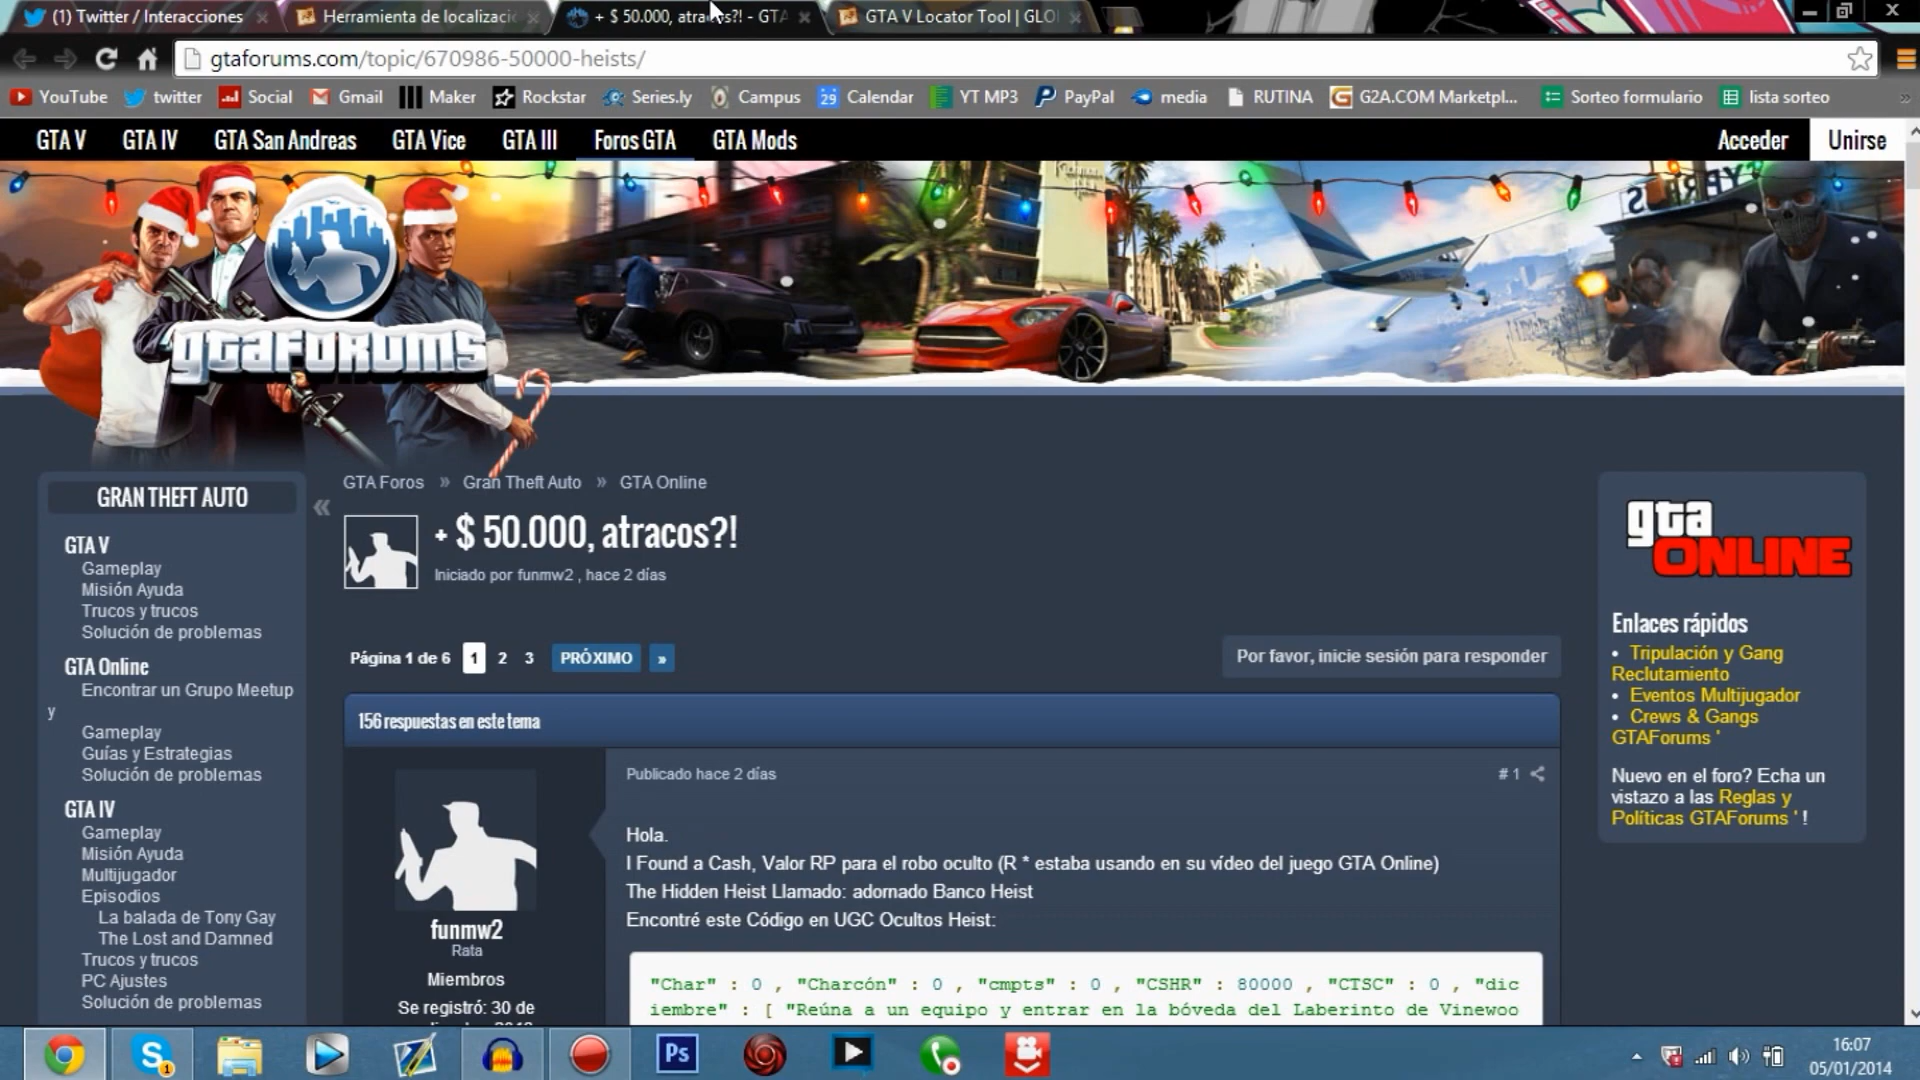 (1) Twitter / Interacciones
Herramienta de localizaci
+ $ 50.000, atracos?! - GTA
GTA V Locator Tool | GLO
gtaforums.com/topic/670986-50000-heists/
YouTube
twitter
Social
Gmail
Maker
Rockstar
Series.ly
Campus
29 Calendar
YT MP3
PayPal
media
RUTINA
G2A.COM Marketpl...
Sorteo formulario
lista sorteo
»
GTA V
GTA IV
GTA San Andreas
GTA Vice
GTA III
Foros GTA
GTA Mods
Acceder
Unirse
gtaforums
GTA Foros » Gran Theft Auto » GTA Online
+ $ 50.000, atracos?!
Iniciado por funmw2 , hace 2 días
GRAN THEFT AUTO
«
GTA V
Gameplay
Misión Ayuda
Trucos y trucos
Solución de problemas
GTA Online
Encontrar un Grupo Meetup
y
Gameplay
Guías y Estrategias
Solución de problemas
GTA IV
Gameplay
Misión Ayuda
Multijugador
Episodios
La balada de Tony Gay
The Lost and Damned
Trucos y trucos
PC Ajustes
Solución de problemas
Página 1 de 6 1 2 3 PRÓXIMO »
Por favor, inicie sesión para responder
156 respuestas en este tema
funmw2
Rata
Miembros
Se registró: 30 de
Publicado hace 2 días
# 1
Hola.
I Found a Cash, Valor RP para el robo oculto (R * estaba usando en su vídeo del juego GTA Online)
The Hidden Heist Llamado: adornado Banco Heist
Encontré este Código en UGC Ocultos Heist:
"Char" : 0 , "Charcón" : 0 , "cmpts" : 0 , "CSHR" : 80000 , "CTSC" : 0 , "dic
iembre" : [ "Reúna a un equipo y entrar en la bóveda del Laberinto de Vinewoo
gta
ONLINE
Enlaces rápidos
• Tripulación y Gang
Reclutamiento
• Eventos Multijugador
• Crews & Gangs
GTAForums '
Nuevo en el foro? Echa un
vistazo a las Reglas y
Políticas GTAForums ' !
S
1
Ps
16:07
05/01/2014